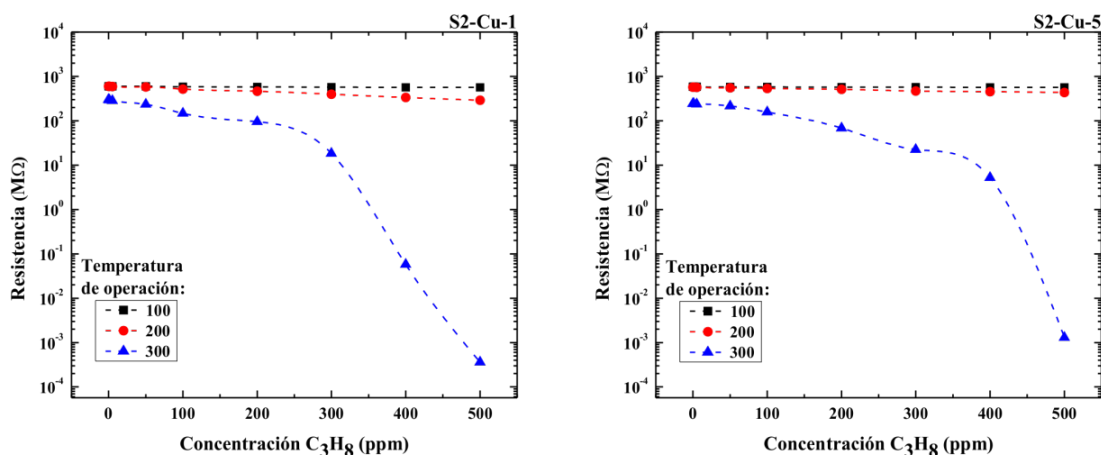 S2-Cu-1
10^4
10^3
10^2
10^1
10^0
10^-1
10^-2
10^-3
10^-4
Resistencia (MΩ)
Temperatura
de operación:
100
200
300
0 100 200 300 400 500
Concentración C3H8 (ppm)
S2-Cu-5
10^4
10^3
10^2
10^1
10^0
10^-1
10^-2
10^-3
10^-4
Resistencia (MΩ)
Temperatura
de operación:
100
200
300
0 100 200 300 400 500
Concentración C3H8 (ppm)